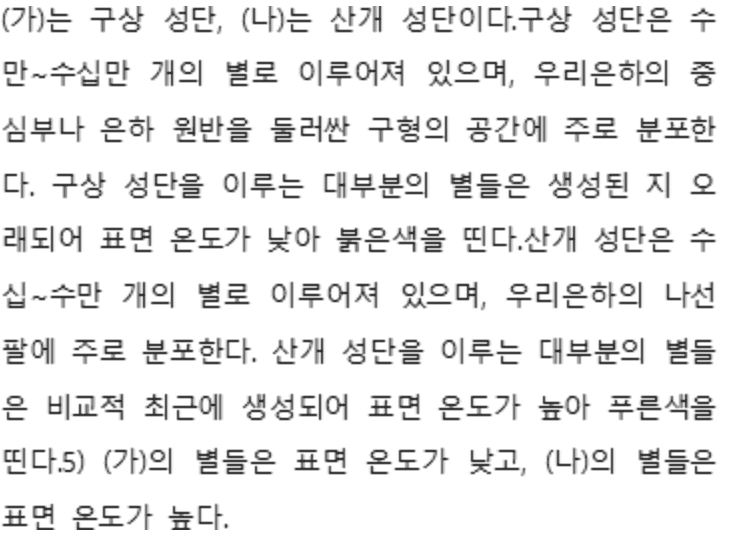 (가)는 구상 성단, (나)는 산개 성단이다.구상 성단은 수
만~수십만 개의 별로 이루어져 있으며, 우리은하의 중
심부나 은하 원반을 둘러싼 구형의 공간에 주로 분포한
다. 구상 성단을 이루는 대부분의 별들은 생성된 지 오
래되어 표면 온도가 낮아 붉은색을 띤다.산개 성단은 수
십~수만 개의 별로 이루어져 있으며, 우리은하의 나선
팔에 주로 분포한다. 산개 성단을 이루는 대부분의 별들
은 비교적 최근에 생성되어 표면 온도가 높아 푸른색을
띤다.5) (가)의 별들은 표면 온도가 낮고, (나)의 별들은
표면 온도가 높다.